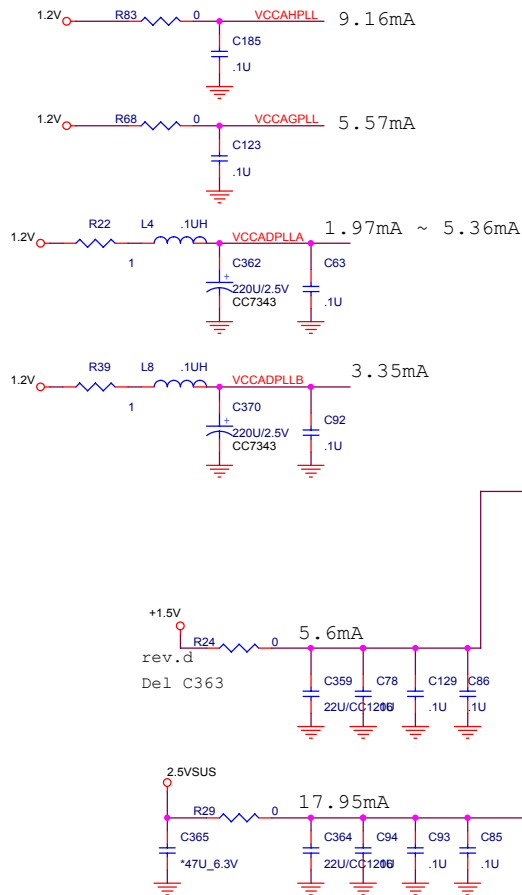 1.2V R83 0 VCCAHPLL 9.16mA
C185
.1U
1.2V R68 0 VCCAGPLL 5.57mA
C123
.1U
1.2V R22 L4 .1UH VCCADPLLA 1.97mA ~ 5.36mA
1 C362 C63
+
220U/2.5V .1U
CC7343
1.2V R39 L8 .1UH VCCADPLLB 3.35mA
1 C370 C92
+
220U/2.5V .1U
CC7343
+1.5V
R24 0 5.6mA
rev.d
Del C363
C359 C78 C129 C86
22U/CC1206 .1U .1U
2.5VSUS
R29 0 17.95mA
C365 C364 C94 C93 C85
*47U_6.3V 22U/CC1206 .1U .1U